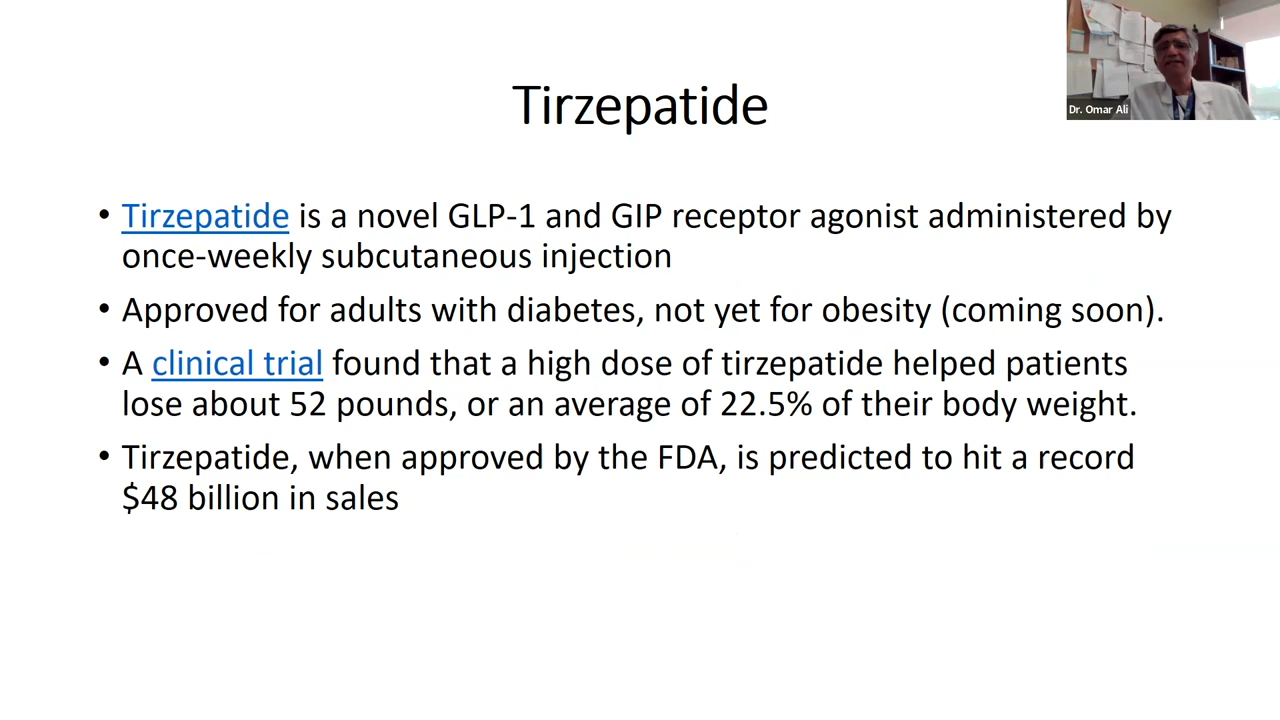 Tirzepatide
Dr. Omar Ali
• Tirzepatide is a novel GLP-1 and GIP receptor agonist administered by
once-weekly subcutaneous injection
• Approved for adults with diabetes, not yet for obesity (coming soon).
• A clinical trial found that a high dose of tirzepatide helped patients
lose about 52 pounds, or an average of 22.5% of their body weight.
• Tirzepatide, when approved by the FDA, is predicted to hit a record
$48 billion in sales